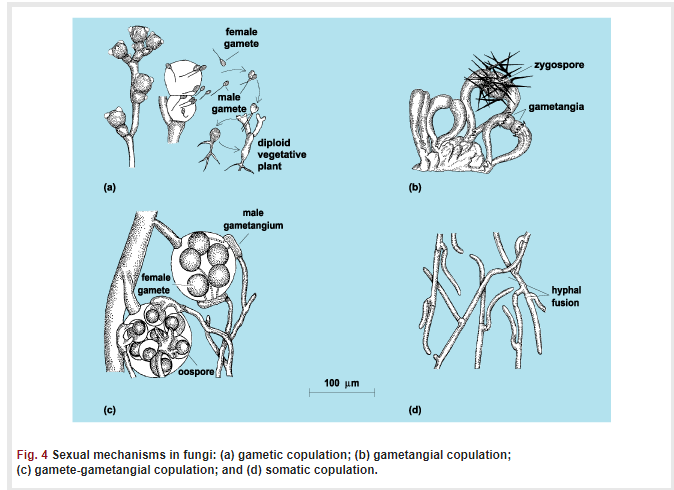 female
gamete
male
gamete
diploid
vegetative
plant
(a)
zygospore
gametangia
(b)
male
gametangium
female
gamete
oospore
(c)
hyphal
fusion
(d)
100 μm
Fig. 4 Sexual mechanisms in fungi: (a) gametic copulation; (b) gametangial copulation;
(c) gamete-gametangial copulation; and (d) somatic copulation.